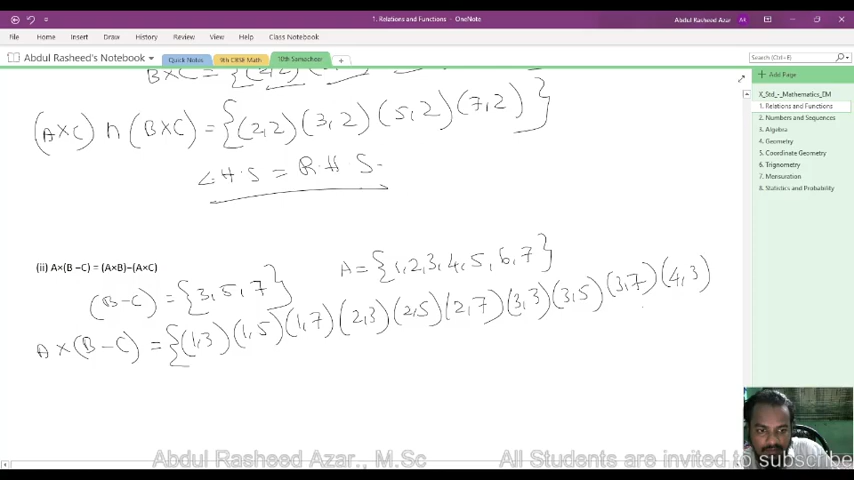 1. Relations and Functions - OneNote
Abdul Rasheed Azar AR
File Home Insert Draw History Review View Help Class Notebook
Abdul Rasheed's Notebook Quick Notes 9th CBSE Math 10th Samacheer +
Search (Ctrl+E)
Add Page
X_Std_-_Mathematics_EM
1. Relations and Functions
2. Numbers and Sequences
3. Algebra
4. Geometry
5. Coordinate Geometry
6. Trignometry
7. Mensuration
8. Statistics and Probability
B×C = {(2,2)
(A×C) ∩ (B×C) = {(2,2) (3,2) (5,2) (7,2)}
L.H.S = R.H.S.
(ii) A×(B –C) = (A×B)–(A×C)
A = {1,2,3,4,5,6,7}
(B-C) = {3,5,7}
A×(B-C) = {(1,3) (1,5) (1,7) (2,3) (2,5) (2,7) (3,3) (3,5) (3,7) (4,3)
Abdul Rasheed Azar., M.Sc All Students are invited to subscribe